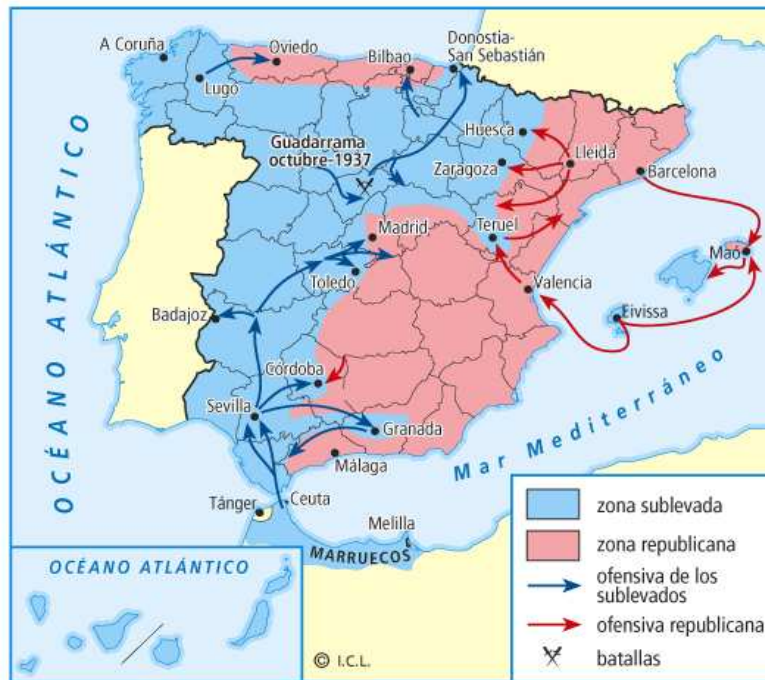 A Coruña
Oviedo
Bilbao
Donostia-
San Sebastián
Lugo
Huesca
Guadarrama
octubre-1937
Zaragoza
Lleida
Barcelona
Madrid
Teruel
Maó
Toledo
Valencia
Badajoz
Eivissa
Córdoba
Sevilla
Granada
Málaga
OCÉANO ATLÁNTICO
Mar Mediterráneo
Tánger
Ceuta
Melilla
MARRUECOS
OCÉANO ATLÁNTICO
© I.C.L.
zona sublevada
zona republicana
ofensiva de los
sublevados
ofensiva republicana
batallas